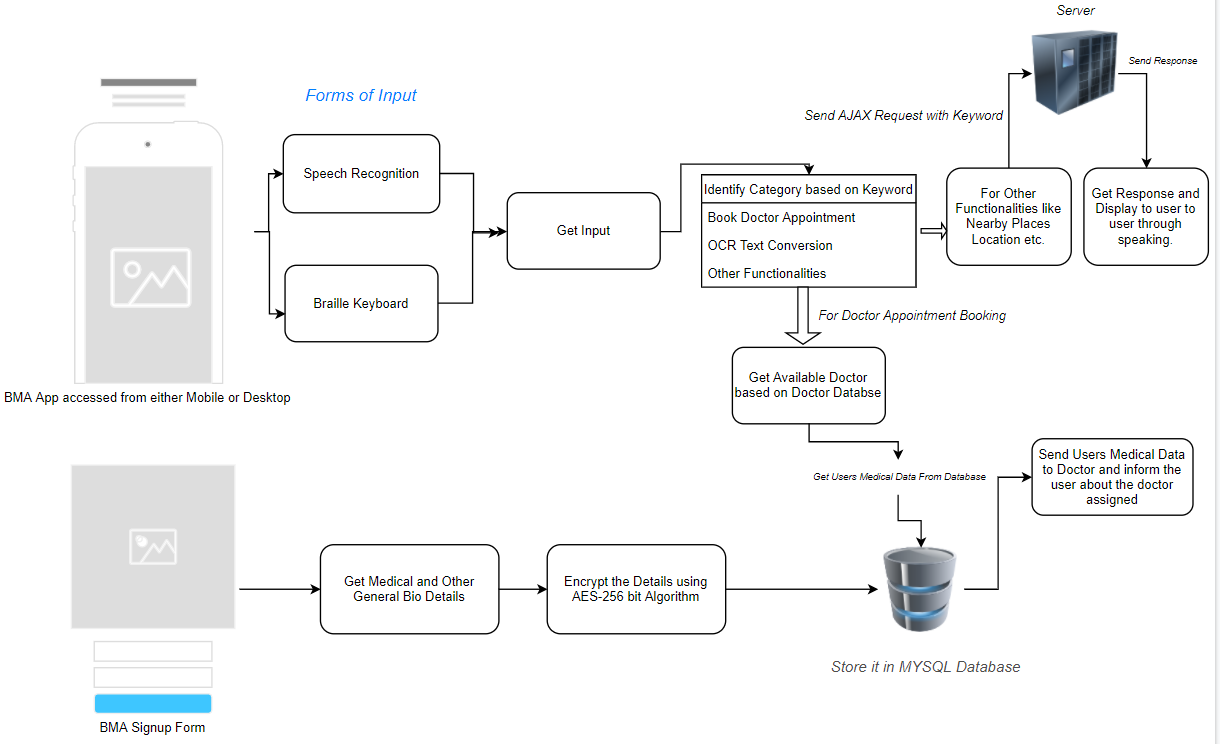 Server
Send Response
Forms of Input
Send AJAX Request with Keyword
Speech Recognition
Identify Category based on Keyword
Book Doctor Appointment
OCR Text Conversion
Other Functionalities
For Other
Functionalities like
Nearby Places
Location etc.
Get Response and
Display to user to
user through
speaking.
Get Input
Braille Keyboard
For Doctor Appointment Booking
BMA App accessed from either Mobile or Desktop
Get Available Doctor
based on Doctor Databse
Get Users Medical Data From Database
Send Users Medical Data
to Doctor and inform the
user about the doctor
assigned
Get Medical and Other
General Bio Details
Encrypt the Details using
AES-256 bit Algorithm
Store it in MYSQL Database
BMA Signup Form